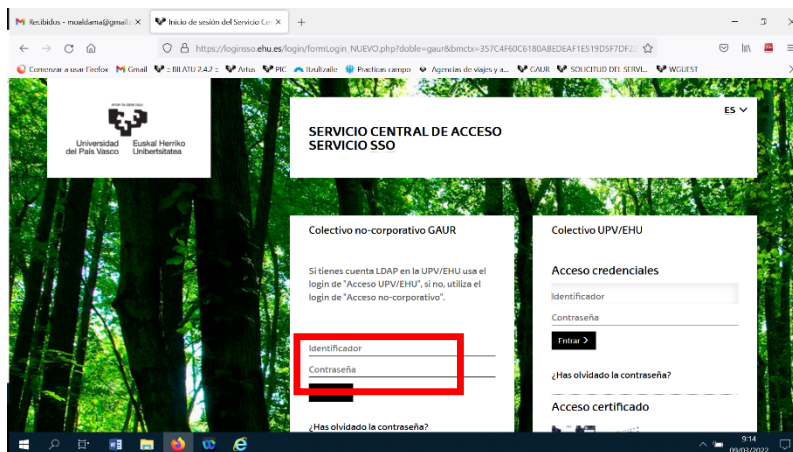 Recibidos - moaldama@gmail.c
Inicio de sesión del Servicio Cen
https://loginsso.ehu.es/login/formLogin_NUEVO.php?doble=gaur&bmctx=357C4F60C6180ABEDEAF1E519D5F7DF2
Comenzar a usar Firefox
Gmail
:: BILATU 2.4.2 ::
Artus
PIC
Itzultzaile
Practicas campo
Agencias de viajes y a...
GAUR
SOLICITUD DEL SERVI...
WGUEST
Universidad del País Vasco
Euskal Herriko Unibertsitatea
ES
SERVICIO CENTRAL DE ACCESO
SERVICIO SSO
Colectivo no-corporativo GAUR
Si tienes cuenta LDAP en la UPV/EHU usa el
login de "Acceso UPV/EHU", si no, utiliza el
login de "Acceso no-corporativo".
Identificador
Contraseña
¿Has olvidado la contraseña?
Colectivo UPV/EHU
Acceso credenciales
Identificador
Contraseña
Entrar >
¿Has olvidado la contraseña?
Acceso certificado
9:14
09/03/2022